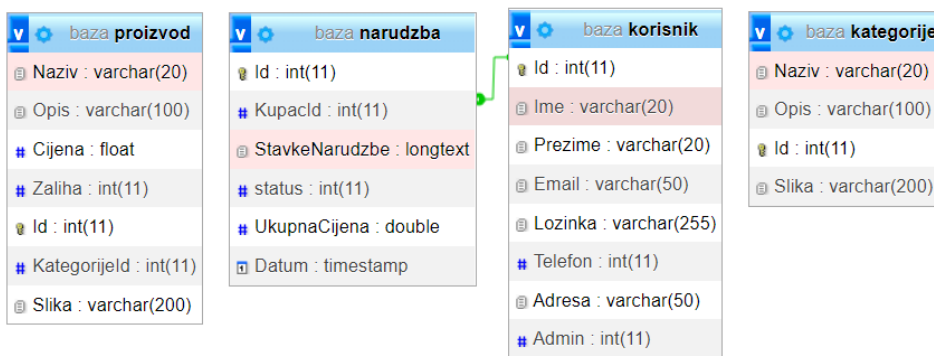 v baza proizvod
Naziv : varchar(20)
Opis : varchar(100)
# Cijena : float
# Zaliha : int(11)
Id : int(11)
# KategorijeId : int(11)
Slika : varchar(200)
v baza narudzba
Id : int(11)
# KupacId : int(11)
StavkeNarudzbe : longtext
# status : int(11)
# UkupnaCijena : double
Datum : timestamp
v baza korisnik
Id : int(11)
Ime : varchar(20)
Prezime : varchar(20)
Email : varchar(50)
Lozinka : varchar(255)
# Telefon : int(11)
Adresa : varchar(50)
# Admin : int(11)
v baza kategorije
Naziv : varchar(20)
Opis : varchar(100)
Id : int(11)
Slika : varchar(200)